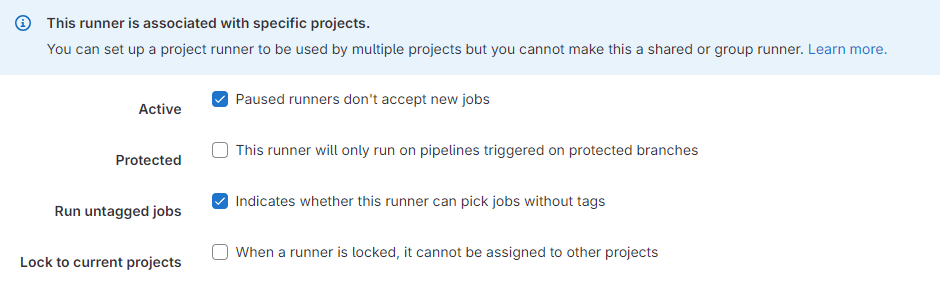 This runner is associated with specific projects.
You can set up a project runner to be used by multiple projects but you cannot make this a shared or group runner. Learn more.
Active
Paused runners don't accept new jobs
Protected
This runner will only run on pipelines triggered on protected branches
Run untagged jobs
Indicates whether this runner can pick jobs without tags
Lock to current projects
When a runner is locked, it cannot be assigned to other projects